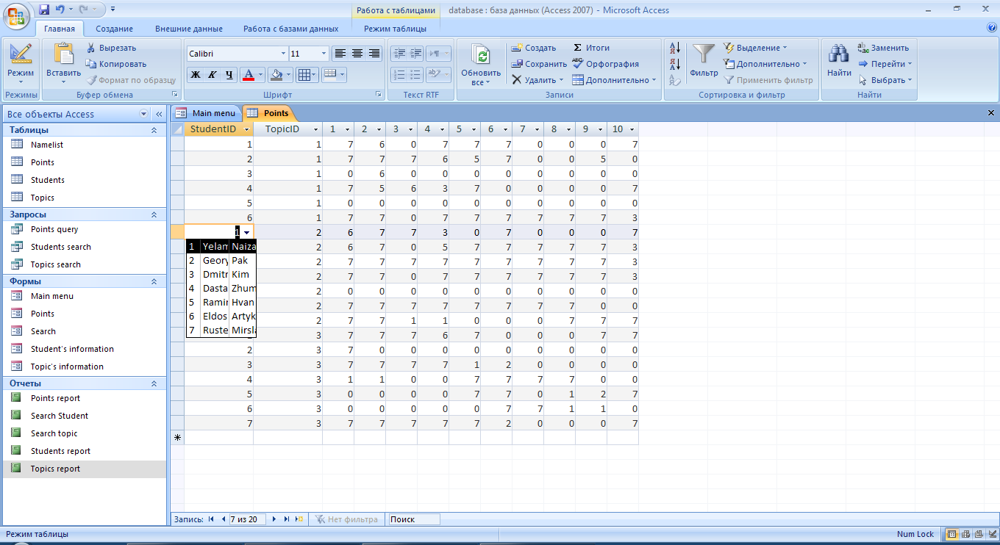 Работа с таблицами
database : база данных (Access 2007) - Microsoft Access
Главная Создание Внешние данные Работа с базами данных Режим таблицы
Режим
Режимы
Вставить
Вырезать
Копировать
Формат по образцу
Буфер обмена
Calibri 11
Ж К Ч А
Шрифт
Текст RTF
Обновить
все
Создать
Сохранить
Удалить
Σ Итоги
ABC Орфография
Дополнительно
Записи
Фильтр
Выделение
Дополнительно
Применить фильтр
Сортировка и фильтр
Найти
Заменить
Перейти
Выбрать
Найти
Все объекты Access
Таблицы
Namelist
Points
Students
Topics
Запросы
Points query
Students search
Topics search
Формы
Main menu
Points
Search
Student's information
Topic's information
Отчеты
Points report
Search Student
Search topic
Students report
Topics report
Main menu Points
StudentID TopicID 1 2 3 4 5 6 7 8 9 10
1 1 7 6 0 7 7 7 0 0 0 7
2 1 7 7 7 6 5 7 0 0 5 0
3 1 0 6 0 0 0 0 0 0 0 0
4 1 7 5 6 3 7 0 0 0 0 7
5 1 0 0 0 0 0 0 0 0 0 0
6 1 7 7 0 7 7 7 7 7 7 3
1 2 6 7 7 3 0 7 0 0 0 7
2 6 7 0 5 7 7 7 7 7 3
2 7 7 7 7 7 7 7 7 7 3
2 7 7 0 7 7 7 7 7 7 3
2 0 0 0 0 0 0 0 0 0 0
2 7 7 7 7 7 7 7 7 0 0
2 7 7 1 1 0 0 0 7 7 7
3 7 7 7 6 7 0 0 0 7 7
2 3 7 0 0 0 0 0 0 0 0 0
3 3 7 7 7 7 1 2 0 0 0 0
4 3 1 1 0 0 7 7 7 7 0 0
5 3 0 0 0 0 7 7 0 1 2 7
6 3 0 0 0 0 0 7 7 1 1 0
7 3 7 7 7 7 7 2 0 0 0 7
1 Yelam Naiza
2 Geory Pak
3 Dmitr Kim
4 Dasta Zhum
5 Ramir Hvan
6 Eldos Artyk
7 Ruste Mirsla
Запись: 7 из 20 Нет фильтра Поиск
Режим таблицы
Num Lock